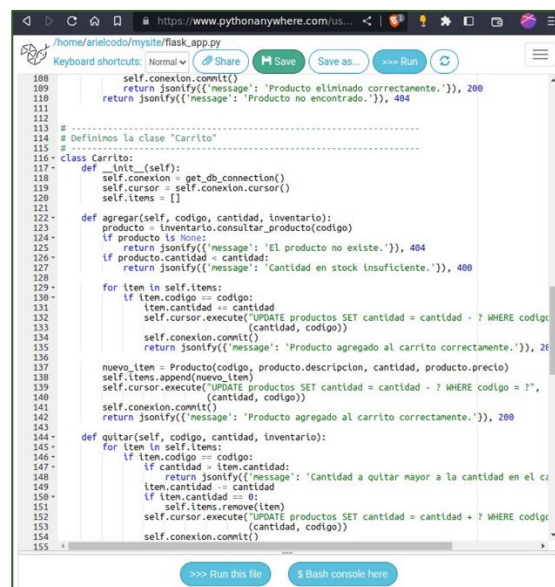 https://www.pythonanywhere.com/us...
/home/arielcodo/mysite/flask_app.py
Keyboard shortcuts: Normal Share Save Save as... >>> Run
108 self.conexion.commit()
109 return jsonify({'message': 'Producto eliminado correctamente.'}), 200
110 return jsonify({'message': 'Producto no encontrado.'}), 404
111
112
113 # ------------------------------------------------------------------
114 # Definimos la clase "Carrito"
115 # ------------------------------------------------------------------
116 class Carrito:
117 def __init__(self):
118 self.conexion = get_db_connection()
119 self.cursor = self.conexion.cursor()
120 self.items = []
121
122 def agregar(self, codigo, cantidad, inventario):
123 producto = inventario.consultar_producto(codigo)
124 if producto is None:
125 return jsonify({'message': 'El producto no existe.'}), 404
126 if producto.cantidad < cantidad:
127 return jsonify({'message': 'Cantidad en stock insuficiente.'}), 400
128
129 for item in self.items:
130 if item.codigo == codigo:
131 item.cantidad += cantidad
132 self.cursor.execute("UPDATE productos SET cantidad = cantidad - ? WHERE codigo
133 (cantidad, codigo))
134 self.conexion.commit()
135 return jsonify({'message': 'Producto agregado al carrito correctamente.'}), 20
136
137 nuevo_item = Producto(codigo, producto.descripcion, cantidad, producto.precio)
138 self.items.append(nuevo_item)
139 self.cursor.execute("UPDATE productos SET cantidad = cantidad - ? WHERE codigo = ?",
140 (cantidad, codigo))
141 self.conexion.commit()
142 return jsonify({'message': 'Producto agregado al carrito correctamente.'}), 200
143
144 def quitar(self, codigo, cantidad, inventario):
145 for item in self.items:
146 if item.codigo == codigo:
147 if cantidad > item.cantidad:
148 return jsonify({'message': 'Cantidad a quitar mayor a la cantidad en el ca
149 item.cantidad -= cantidad
150 if item.cantidad == 0:
151 self.items.remove(item)
152 self.cursor.execute("UPDATE productos SET cantidad = cantidad + ? WHERE codigo
153 (cantidad, codigo))
154 self.conexion.commit()
155
>>> Run this file $ Bash console here